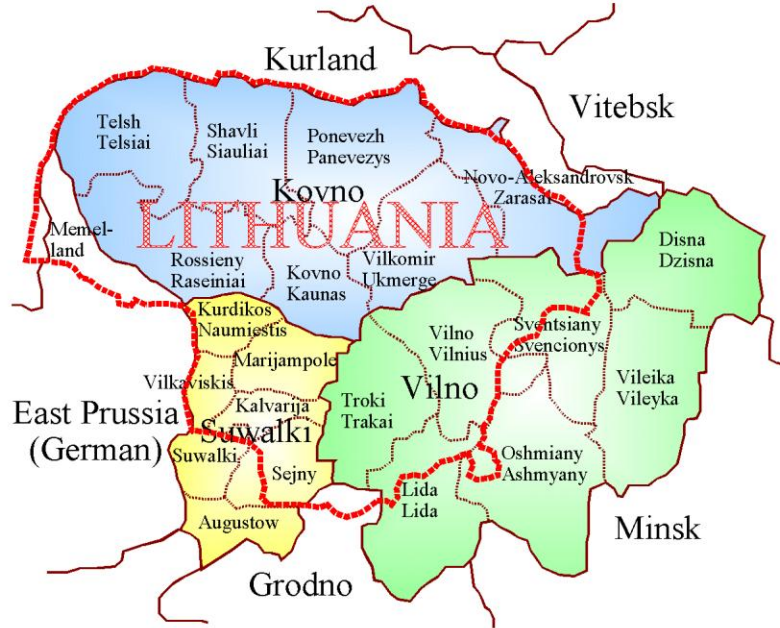 Kurland
Vitebsk
Telsh
Telsiai
Shavli
Siauliai
Ponevezh
Panevezys
Novo-Aleksandrovsk
Zarasai
Kovno
LITHUANIA
Memel-
land
Rossieny
Raseiniai
Kovno
Kaunas
Vilkomir
Ukmerge
Disna
Dzisna
Kurdikos
Naumiestis
Marijampole
Vilkaviskis
Kalvarija
Suwalki
Suwalki
Sejny
Augustow
East Prussia
(German)
Vilno
Vilnius
Sventsiany
Svencionys
Vilno
Troki
Trakai
Vileika
Vileyka
Oshmiany
Ashmyany
Lida
Lida
Minsk
Grodno